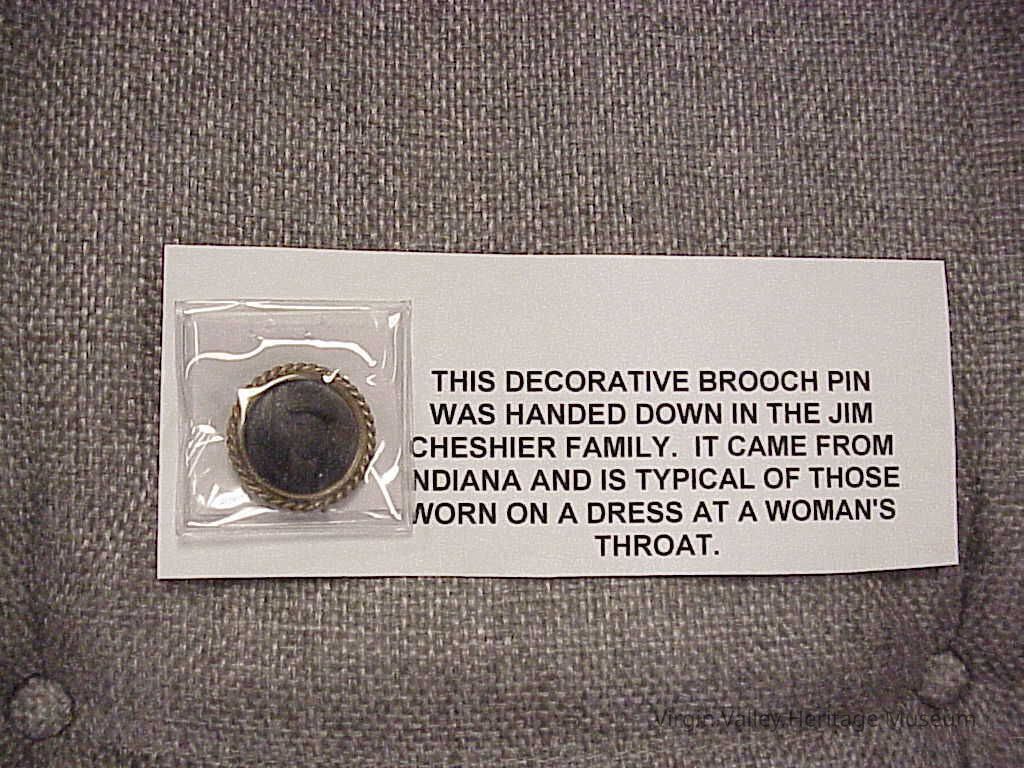 THIS DECORATIVE BROOCH PIN
WAS HANDED DOWN IN THE JIM
CHESHIER FAMILY. IT CAME FROM
NDIANA AND IS TYPICAL OF THOSE
WORN ON A DRESS AT A WOMAN'S
THROAT.
Virgin Valley Heritage Museum